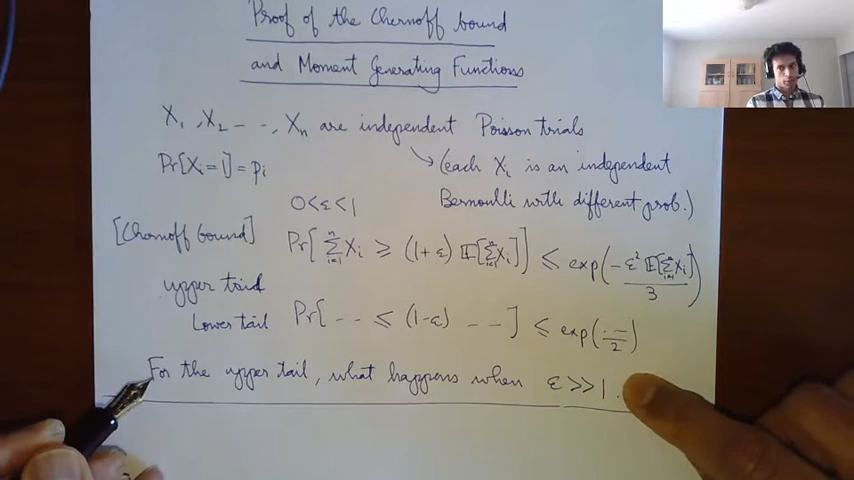 Proof of the Chernoff bound
and Moment Generating Functions
X₁, X₂ - - ·, Xₙ are independent Poisson trials
Pr[Xᵢ=1]=pᵢ
(each Xᵢ is an independent
Bernoulli with different prob.)
0<ε<1
[Chernoff bound] Pr[∑ᵢ₌₁ⁿ Xᵢ ≥ (1+ε) 𝔼[∑ᵢ₌₁ⁿ Xᵢ]] ≤ exp(-ε² 𝔼[∑ᵢ₌₁ⁿ Xᵢ] / 3)
upper tail
Lower tail Pr[ -- ≤ (1-ε) -- ] ≤ exp(·-- / 2)
For the upper tail, what happens when ε >> 1.